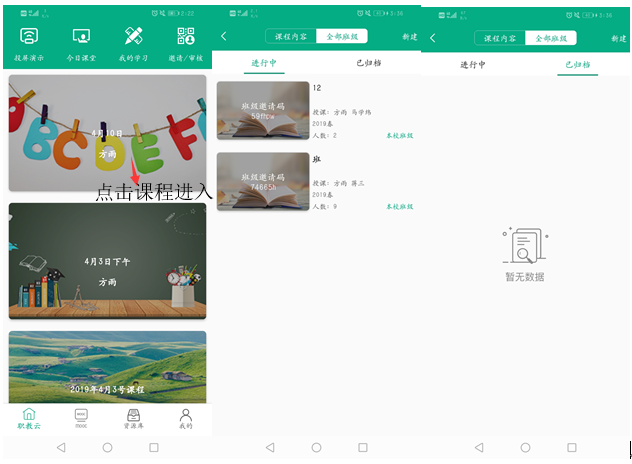 3:22
投屏演示 今日课堂 我的学习 邀请/审核
4月10日
方雨
点击课程进入
4月3日下午
方雨
2019年4月3号课程
职教云 mooc 资源库 我的
课程内容 全部班级 新建
进行中 已归档
班级邀请码
12
授课: 方雨 马学纬
2019春
人数: 2 本校班级
班级邀请码
74665h
班
授课: 方雨 蒋三
2019春
人数: 9 本校班级
课程内容 全部班级 新建
进行中 已归档
暂无数据